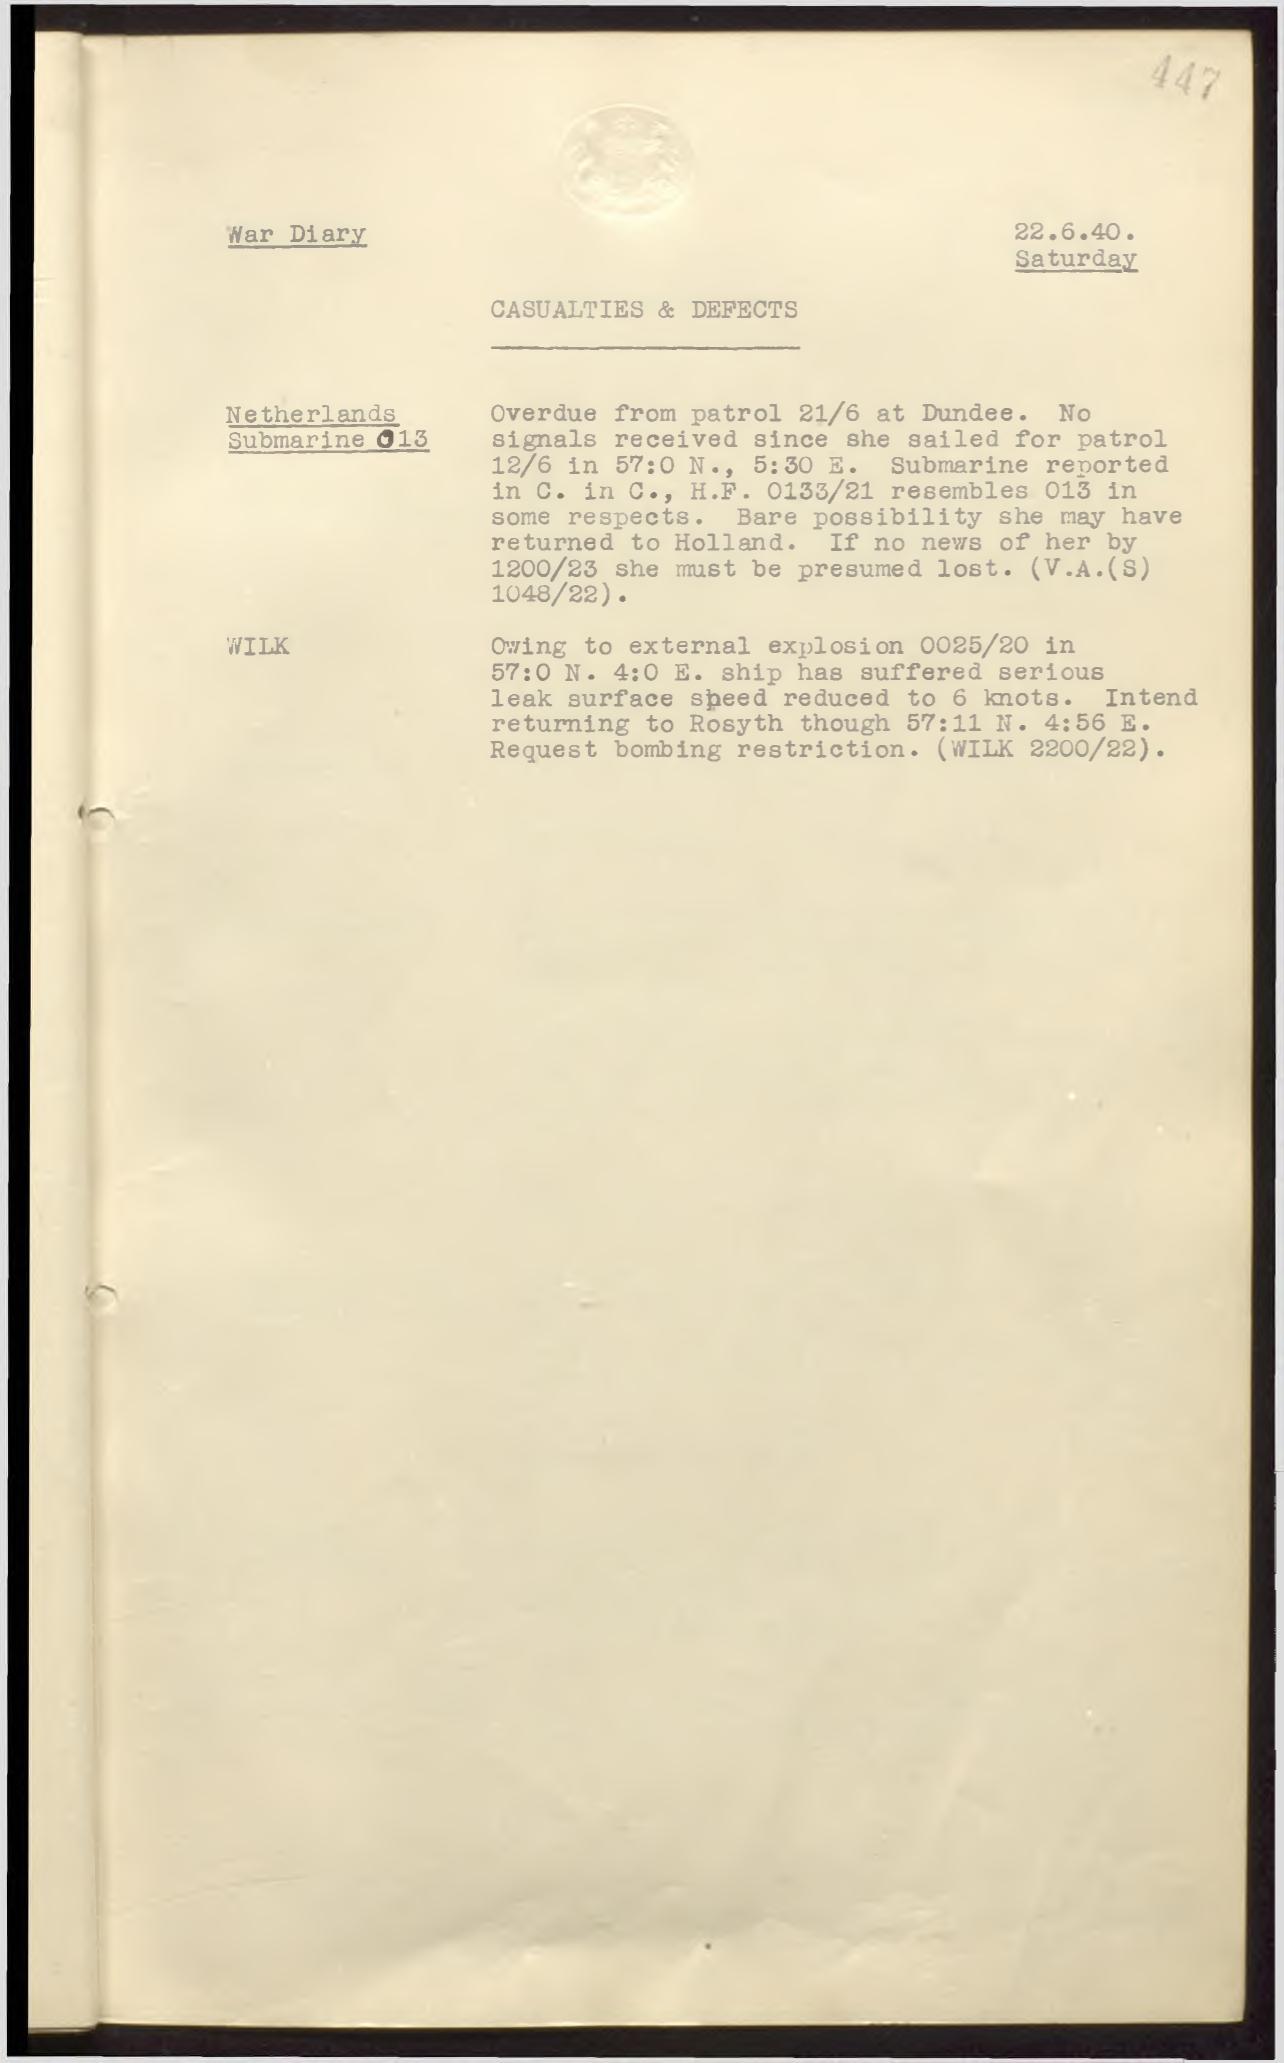 447
War Diary
22.6.40.
Saturday
CASUALTIES & DEFECTS
Netherlands
Submarine O13
Overdue from patrol 21/6 at Dundee. No
signals received since she sailed for patrol
12/6 in 57:0 N., 5:30 E. Submarine reported
in C. in C., H.F. 0133/21 resembles O13 in
some respects. Bare possibility she may have
returned to Holland. If no news of her by
1200/23 she must be presumed lost. (V.A.(S)
1048/22).
WILK
Owing to external explosion 0025/20 in
57:0 N. 4:0 E. ship has suffered serious
leak surface speed reduced to 6 knots. Intend
returning to Rosyth though 57:11 N. 4:56 E.
Request bombing restriction. (WILK 2200/22).